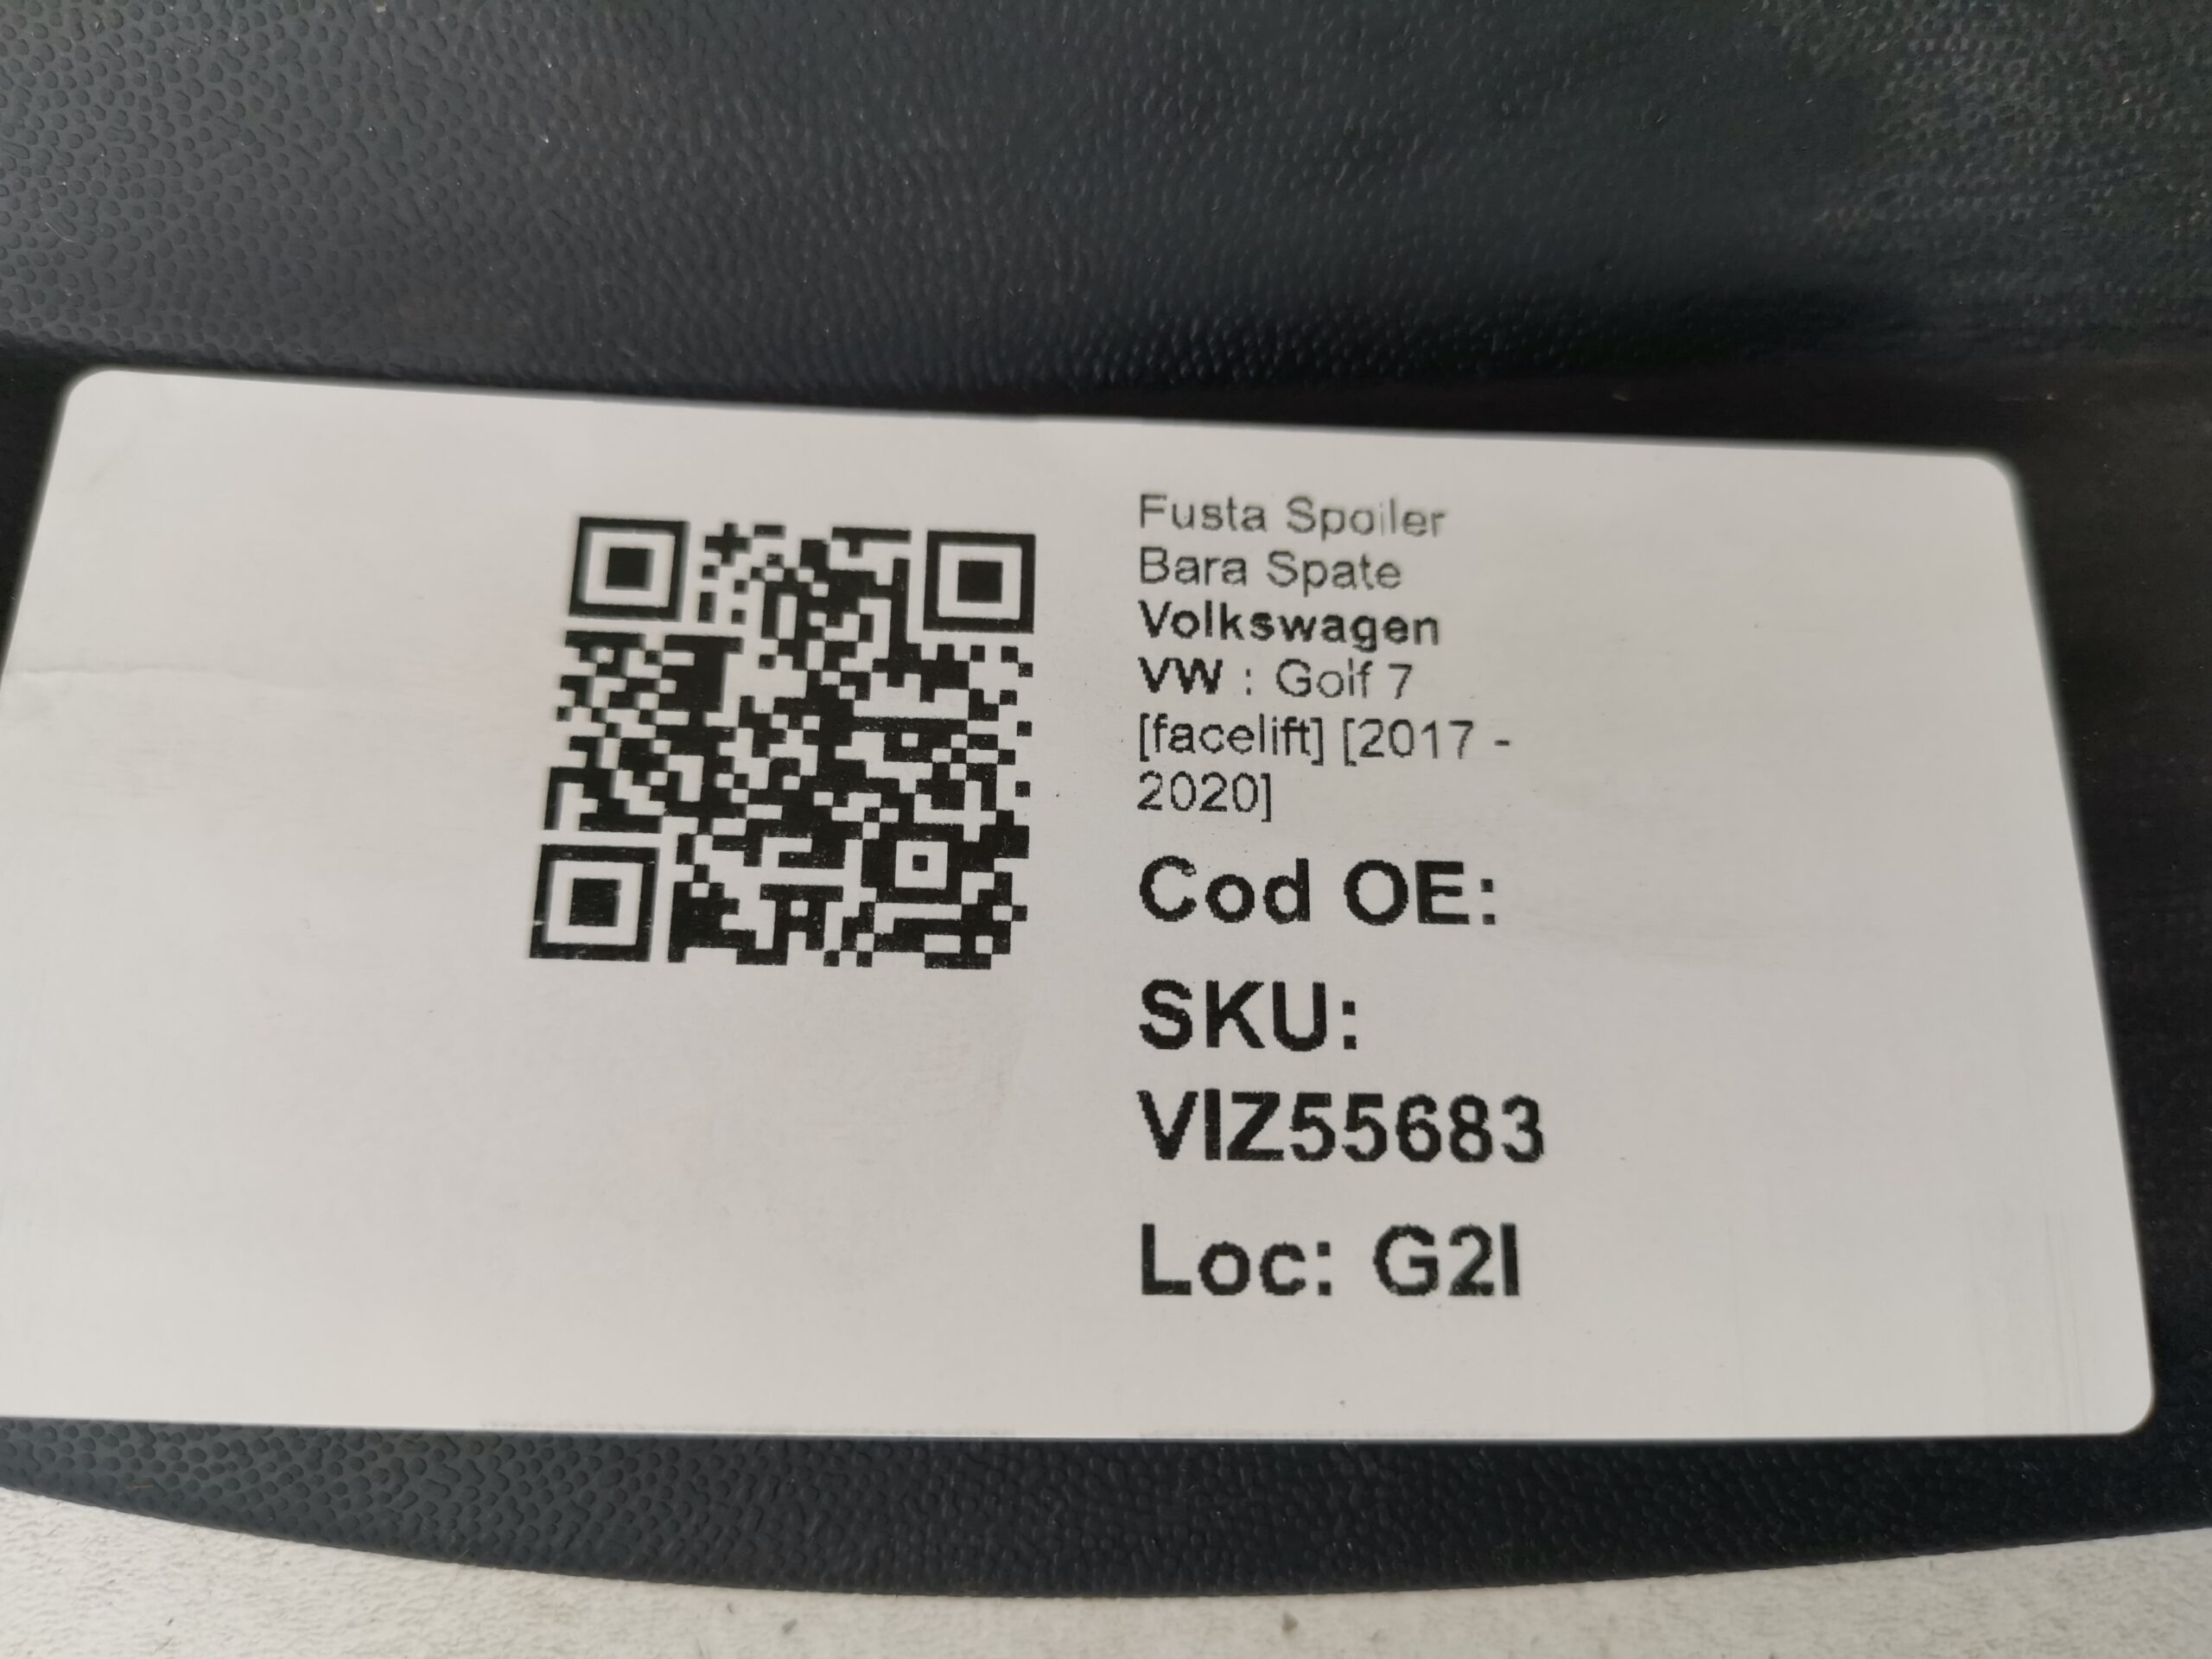 Fusta Spoiler
Bara Spate
Volkswagen
VW : Golf 7
[facelift] [2017 -
2020]
Cod OE:
SKU:
VIZ55683
Loc: G2I